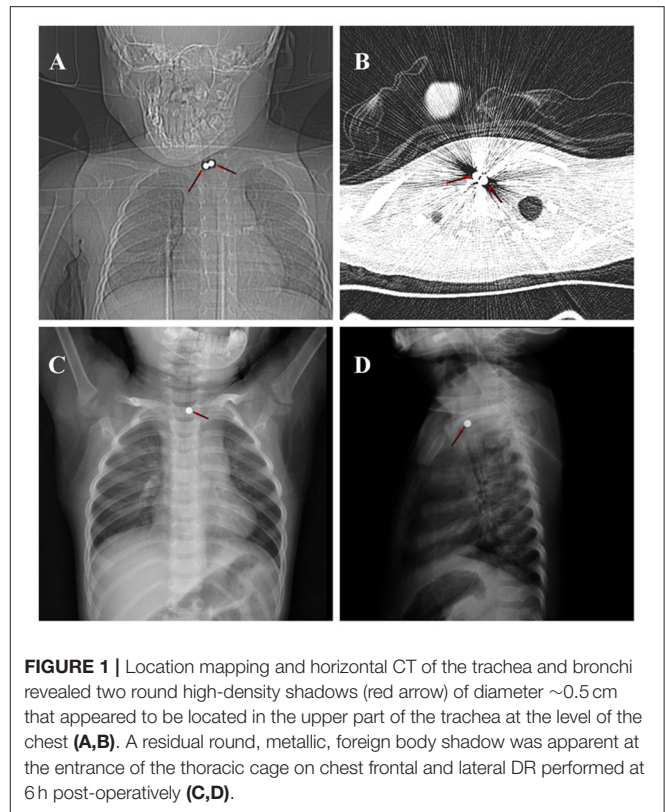 A
B
C
D
FIGURE 1 | Location mapping and horizontal CT of the trachea and bronchi
revealed two round high-density shadows (red arrow) of diameter ~0.5 cm
that appeared to be located in the upper part of the trachea at the level of the
chest (A,B). A residual round, metallic, foreign body shadow was apparent at
the entrance of the thoracic cage on chest frontal and lateral DR performed at
6 h post-operatively (C,D).